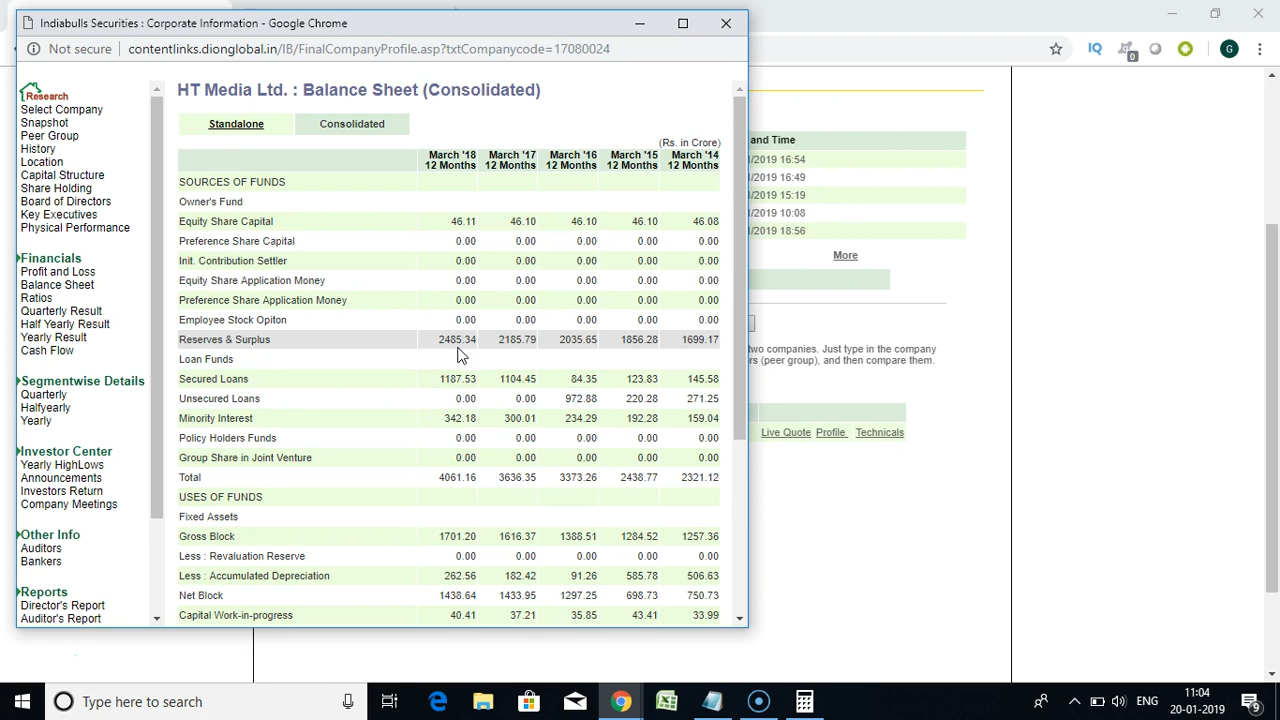 Indiabulls Securities : Corporate Information - Google Chrome
Not secure contentlinks.dionglobal.in/IB/FinalCompanyProfile.asp?txtCompanycode=17080024
IQ
0
G
Research
Select Company
Snapshot
Peer Group
History
Location
Capital Structure
Share Holding
Board of Directors
Key Executives
Physical Performance
Financials
Profit and Loss
Balance Sheet
Ratios
Quarterly Result
Half Yearly Result
Yearly Result
Cash Flow
Segmentwise Details
Quarterly
Halfyearly
Yearly
Investor Center
Yearly HighLows
Announcements
Investors Return
Company Meetings
Other Info
Auditors
Bankers
Reports
Director's Report
Auditor's Report
HT Media Ltd. : Balance Sheet (Consolidated)
Standalone Consolidated
(Rs. in Crore)
March '18 March '17 March '16 March '15 March '14
12 Months 12 Months 12 Months 12 Months 12 Months
SOURCES OF FUNDS
Owner's Fund
Equity Share Capital 46.11 46.10 46.10 46.10 46.08
Preference Share Capital 0.00 0.00 0.00 0.00 0.00
Init. Contribution Settler 0.00 0.00 0.00 0.00 0.00
Equity Share Application Money 0.00 0.00 0.00 0.00 0.00
Preference Share Application Money 0.00 0.00 0.00 0.00 0.00
Employee Stock Opiton 0.00 0.00 0.00 0.00 0.00
Reserves & Surplus 2485.34 2185.79 2035.65 1856.28 1699.17
Loan Funds
Secured Loans 1187.53 1104.45 84.35 123.83 145.58
Unsecured Loans 0.00 0.00 972.88 220.28 271.25
Minority Interest 342.18 300.01 234.29 192.28 159.04
Policy Holders Funds 0.00 0.00 0.00 0.00 0.00
Group Share in Joint Venture 0.00 0.00 0.00 0.00 0.00
Total 4061.16 3636.35 3373.26 2438.77 2321.12
USES OF FUNDS
Fixed Assets
Gross Block 1701.20 1616.37 1388.51 1284.52 1257.36
Less : Revaluation Reserve 0.00 0.00 0.00 0.00 0.00
Less : Accumulated Depreciation 262.56 182.42 91.26 585.78 506.63
Net Block 1438.64 1433.95 1297.25 698.73 750.73
Capital Work-in-progress 40.41 37.21 35.85 43.41 33.99
and Time
/2019 16:54
/2019 16:49
/2019 15:19
/2019 10:08
/2019 18:56
More
two companies. Just type in the company
(peer group), and then compare them.
Live Quote Profile Technicals
Type here to search
ENG
11:04
20-01-2019
9